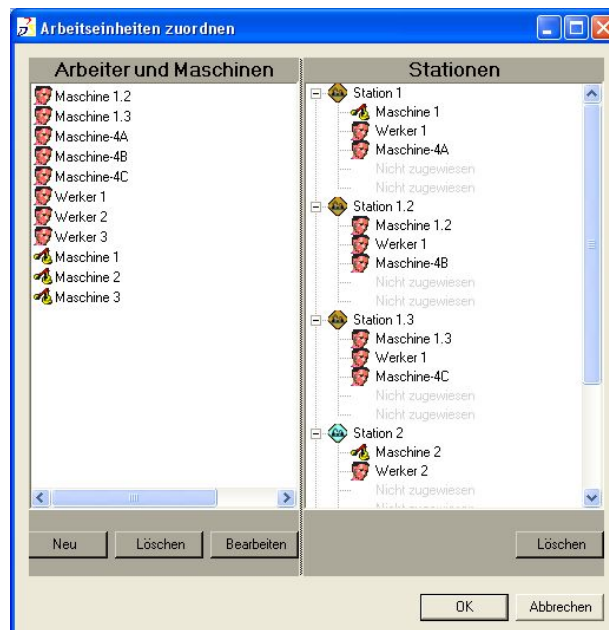 Arbeitseinheiten zuordnen
Arbeiter und Maschinen
Maschine 1.2
Maschine 1.3
Maschine-4A
Maschine-4B
Maschine-4C
Werker 1
Werker 2
Werker 3
Maschine 1
Maschine 2
Maschine 3
Neu
Löschen
Bearbeiten
Stationen
Station 1
Maschine 1
Werker 1
Maschine-4A
Nicht zugewiesen
Nicht zugewiesen
Station 1.2
Maschine 1.2
Werker 1
Maschine-4B
Nicht zugewiesen
Nicht zugewiesen
Station 1.3
Maschine 1.3
Werker 1
Maschine-4C
Nicht zugewiesen
Nicht zugewiesen
Station 2
Maschine 2
Werker 2
Nicht zugewiesen
Nicht zugewiesen
Löschen
OK
Abbrechen